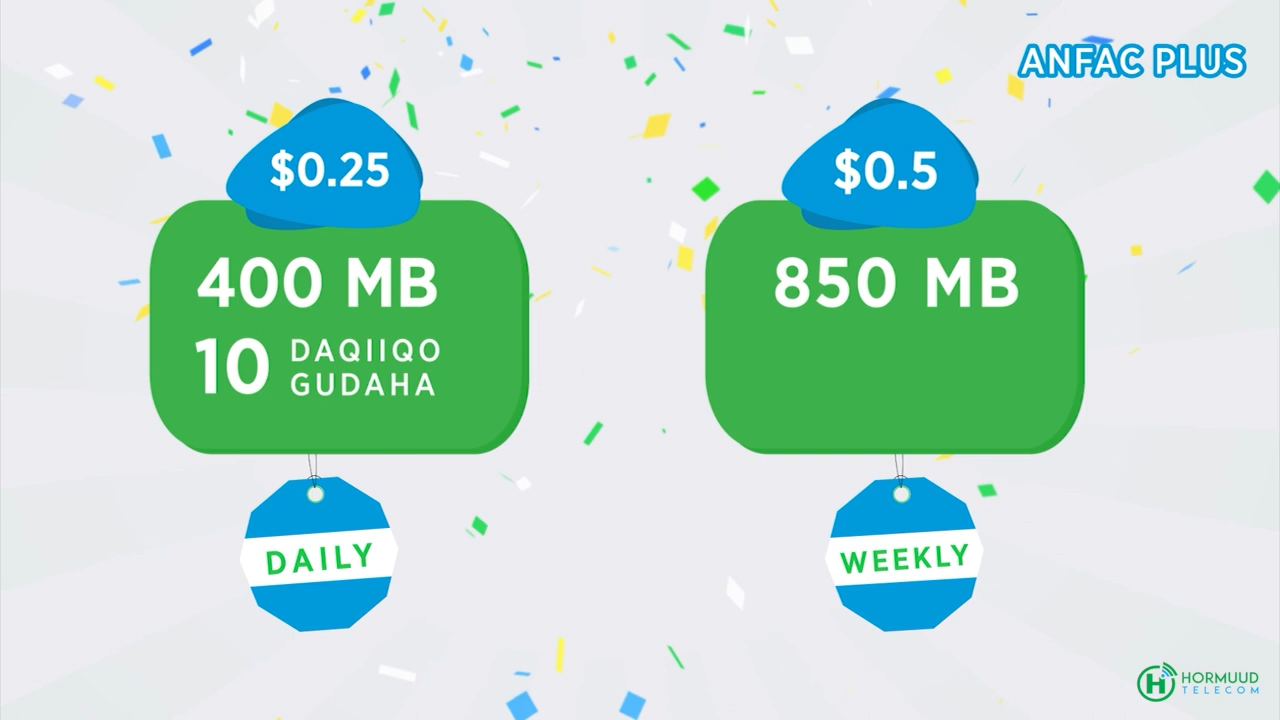 ANFAC PLUS
$0.25
400 MB
10 DAQIIQO
GUDAHA
DAILY
$0.5
850 MB
WEEKLY
HORMUUD
TELECOM